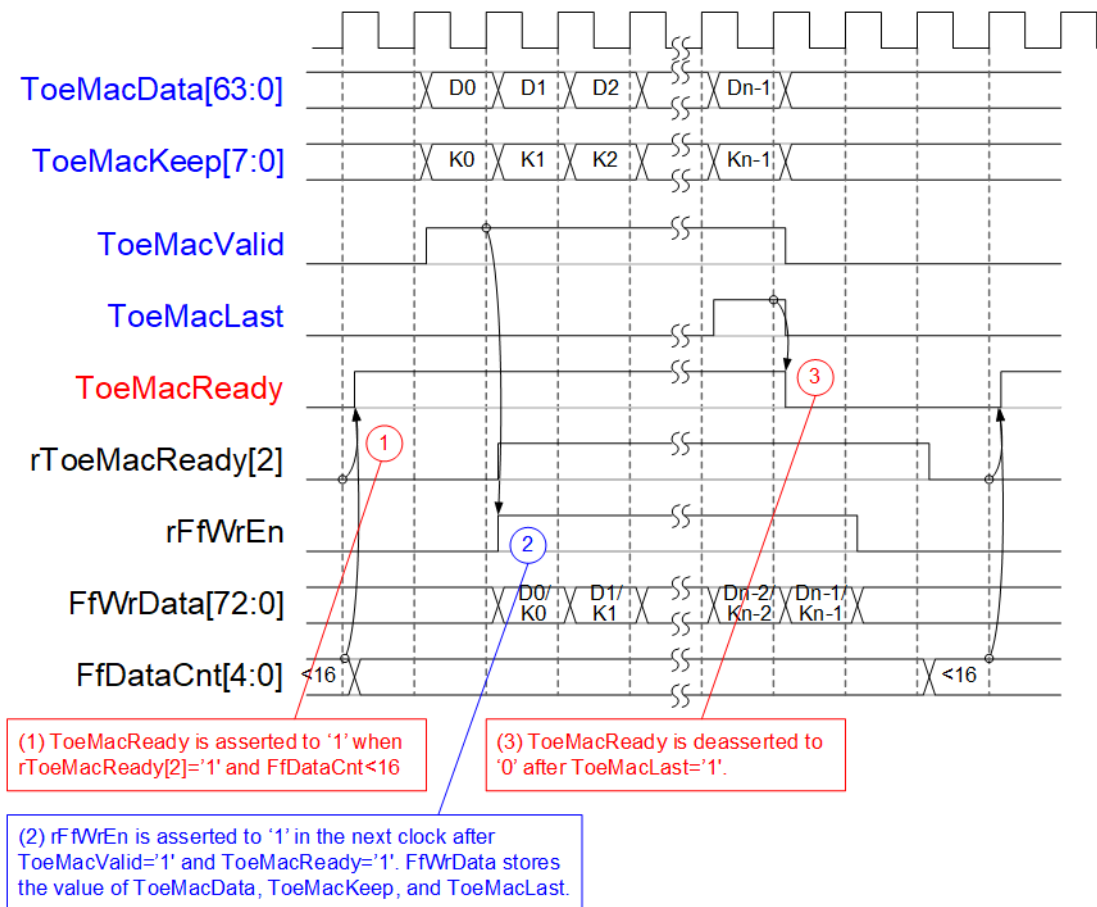 ToeMacData[63:0]
D0 D1 D2 Dn-1
ToeMacKeep[7:0]
K0 K1 K2 Kn-1
ToeMacValid
ToeMacLast
ToeMacReady
3
rToeMacReady[2]
1
rFfWrEn
2
FfWrData[72:0]
D0/ D1/ Dn-2/ Dn-1/
K0 K1 Kn-2 Kn-1
FfDataCnt[4:0]
<16 <16
(1) ToeMacReady is asserted to ‘1’ when
rToeMacReady[2]=’1’ and FfDataCnt<16
(3) ToeMacReady is deasserted to
‘0’ after ToeMacLast=’1’.
(2) rFfWrEn is asserted to ‘1’ in the next clock after
ToeMacValid=’1’ and ToeMacReady=’1’. FfWrData stores
the value of ToeMacData, ToeMacKeep, and ToeMacLast.